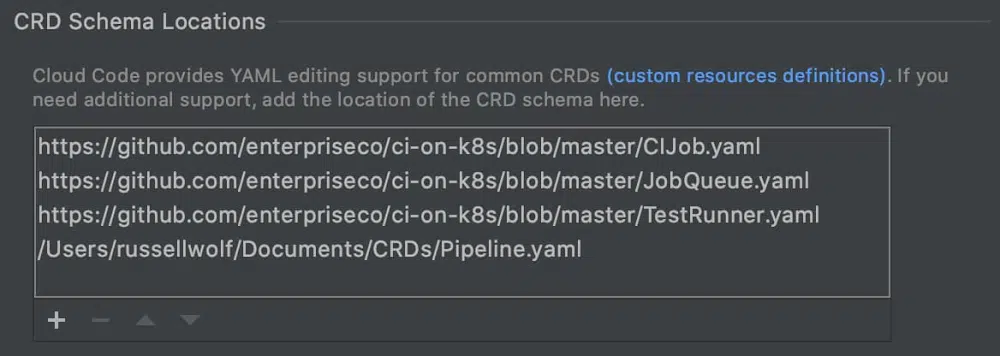 CRD Schema Locations
Cloud Code provides YAML editing support for common CRDs (custom resources definitions). If you
need additional support, add the location of the CRD schema here.
https://github.com/enterpriseco/ci-on-k8s/blob/master/CIJob.yaml
https://github.com/enterpriseco/ci-on-k8s/blob/master/JobQueue.yaml
https://github.com/enterpriseco/ci-on-k8s/blob/master/TestRunner.yaml
/Users/russellwolf/Documents/CRDs/Pipeline.yaml